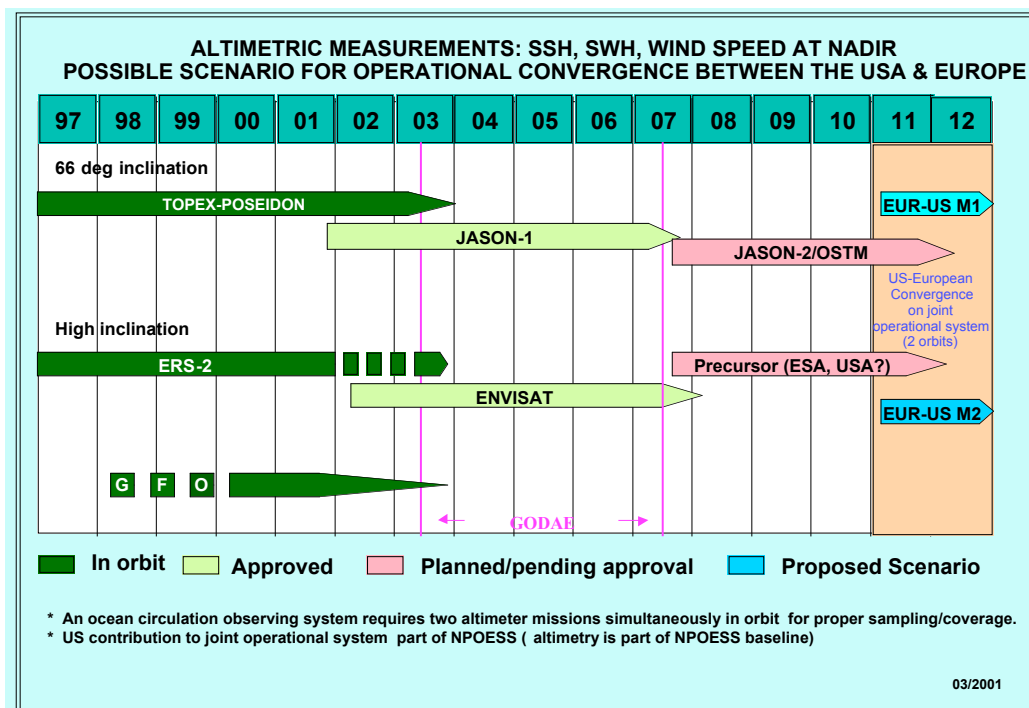 ALTIMETRIC MEASUREMENTS: SSH, SWH, WIND SPEED AT NADIR
POSSIBLE SCENARIO FOR OPERATIONAL CONVERGENCE BETWEEN THE USA & EUROPE
97 98 99 00 01 02 03 04 05 06 07 08 09 10 11 12
66 deg inclination
TOPEX-POSEIDON
EUR-US M1
JASON-1
JASON-2/OSTM
US-European
Convergence
on joint
operational system
(2 orbits)
High inclination
ERS-2
Precursor (ESA, USA?)
ENVISAT
EUR-US M2
G F O
GODAE
In orbit
Approved
Planned/pending approval
Proposed Scenario
* An ocean circulation observing system requires two altimeter missions simultaneously in orbit for proper sampling/coverage.
* US contribution to joint operational system part of NPOESS ( altimetry is part of NPOESS baseline)
03/2001